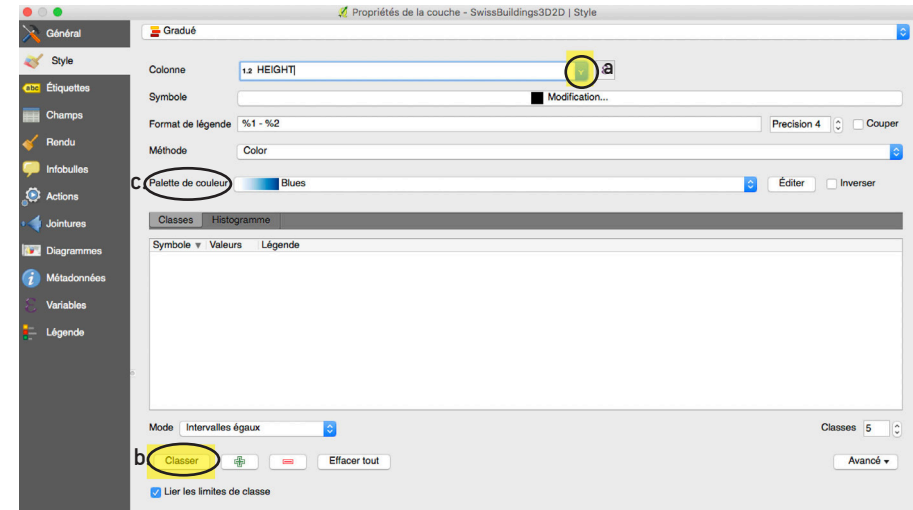 Propriétés de la couche - SwissBuildings3D2D | Style
Général
Gradué
Style
Colonne
1.2 HEIGHT
a
abc Étiquettes
Symbole
Modification...
Champs
Format de légende
%1 - %2
Precision 4
Couper
Rendu
Méthode
Color
Infobulles
c.
Palette de couleur
Blues
Éditer
Inverser
Actions
Jointures
Classes
Histogramme
Diagrammes
Symbole
Valeurs
Légende
Métadonnées
Variables
Légende
Mode
Intervalles égaux
Classes 5
b
Classer
Effacer tout
Avancé
Lier les limites de classe